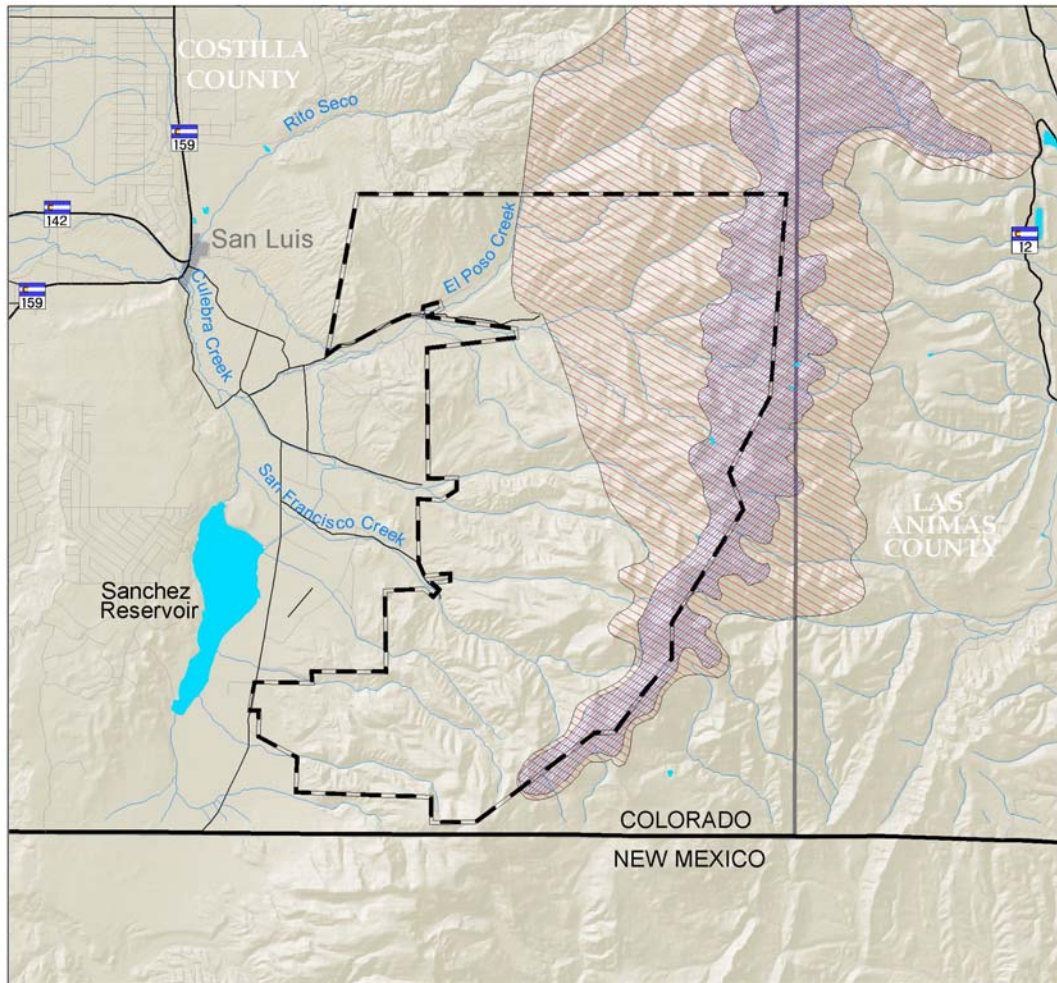 COSTILLA
COUNTY
Rito Seco
159
142
San Luis
12
El Poso Creek
159
Culebra Creek
San Francisco Creek
LAS
ANIMAS
COUNTY
Sanchez
Reservoir
COLORADO
NEW MEXICO